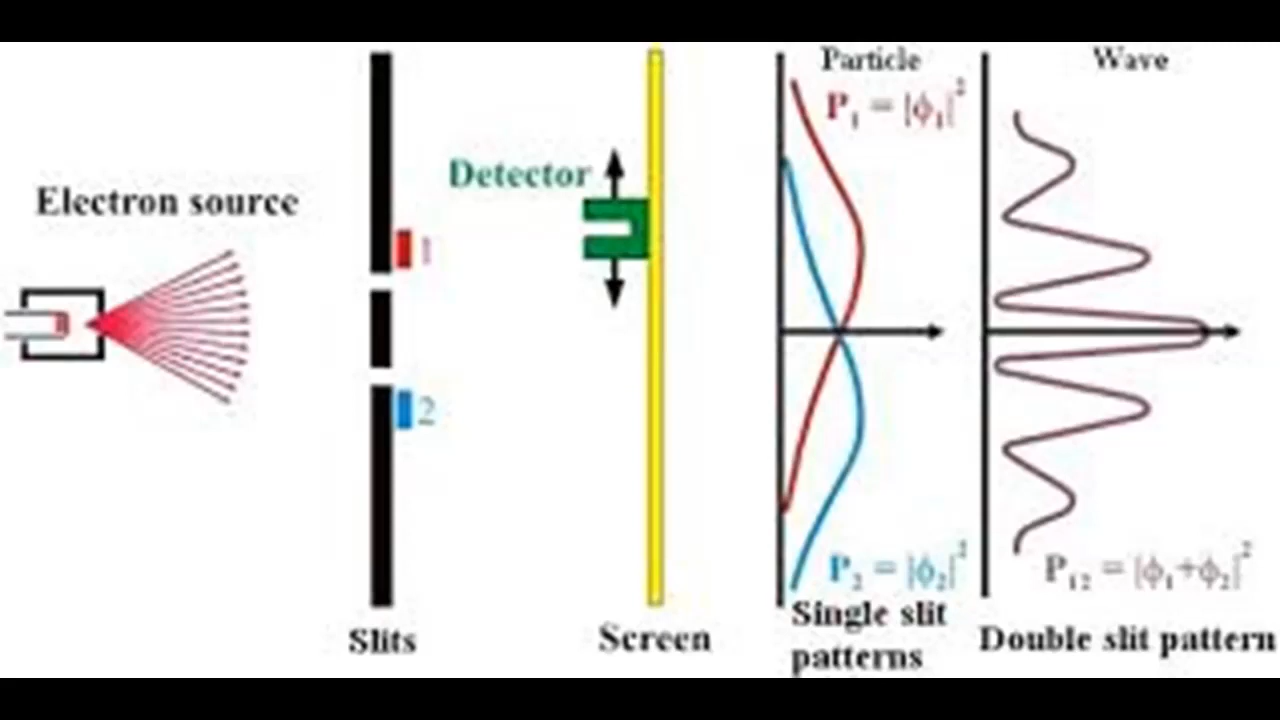 Electron source
Slits
1
2
Detector
Screen
Particle
P₁ = |ϕ₁|²
P₂ = |ϕ₂|²
Single slit
patterns
Wave
P₁₂ = |ϕ₁+ϕ₂|²
Double slit pattern